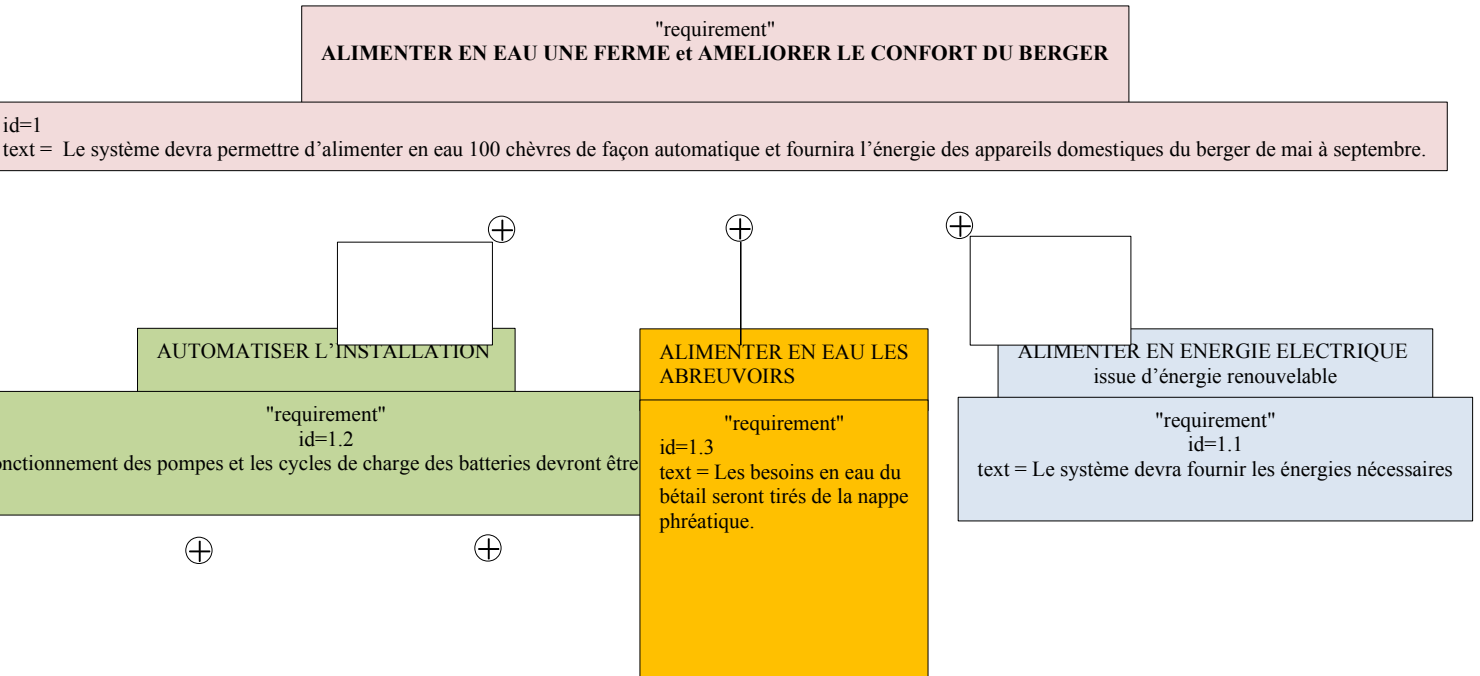 "requirement"
ALIMENTER EN EAU UNE FERME et AMELIORER LE CONFORT DU BERGER
id=1
text = Le système devra permettre d'alimenter en eau 100 chèvres de façon automatique et fournira l'énergie des appareils domestiques du berger de mai à septembre.
AUTOMATISER L'INSTALLATION
"requirement"
id=1.2
onctionnement des pompes et les cycles de charge des batteries devront être
ALIMENTER EN EAU LES
ABREUVOIRS
"requirement"
id=1.3
text = Les besoins en eau du
bétail seront tirés de la nappe
phréatique.
ALIMENTER EN ENERGIE ELECTRIQUE
issue d'énergie renouvelable
"requirement"
id=1.1
text = Le système devra fournir les énergies nécessaires